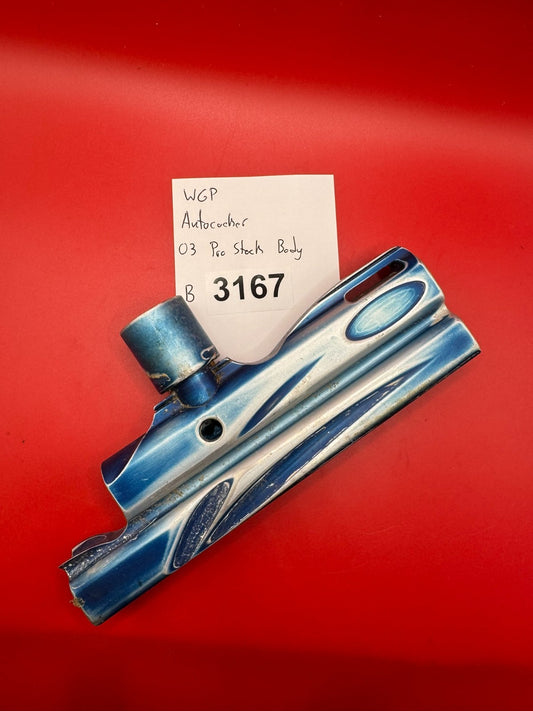 WGP
Autococker
03 Pro Stock Body
B 3167